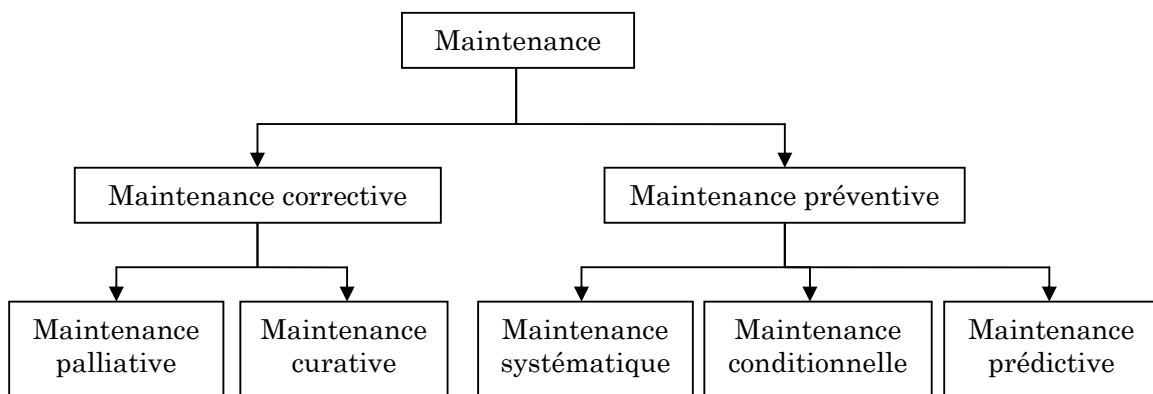 Maintenance
Maintenance corrective
Maintenance préventive
Maintenance
palliative
Maintenance
curative
Maintenance
systématique
Maintenance
conditionnelle
Maintenance
prédictive